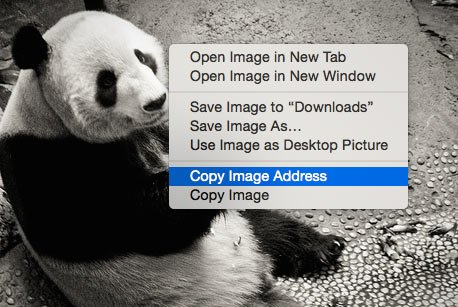 Open Image in New Tab
Open Image in New Window
Save Image to “Downloads”
Save Image As…
Use Image as Desktop Picture
Copy Image Address
Copy Image